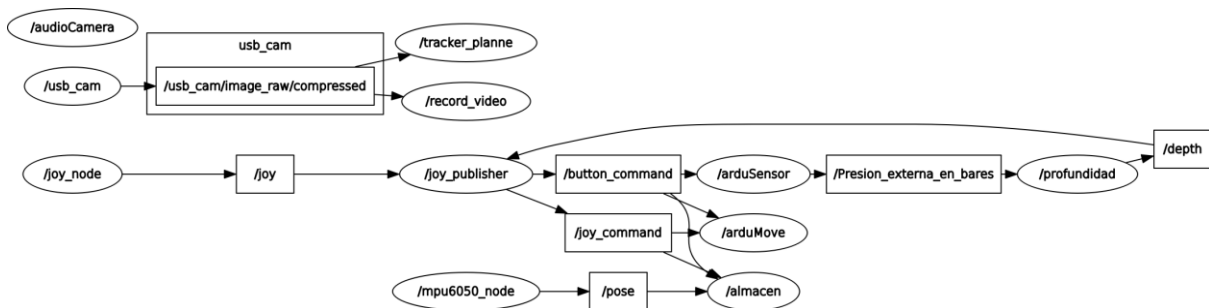 /audioCamera
usb_cam
/tracker_planne
/usb_cam
/usb_cam/image_raw/compressed
/record_video
/depth
/joy_node
/joy
/joy_publisher
/button_command
/arduSensor
/Presion_externa_en_bares
/profundidad
/joy_command
/arduMove
/mpu6050_node
/pose
/almacen